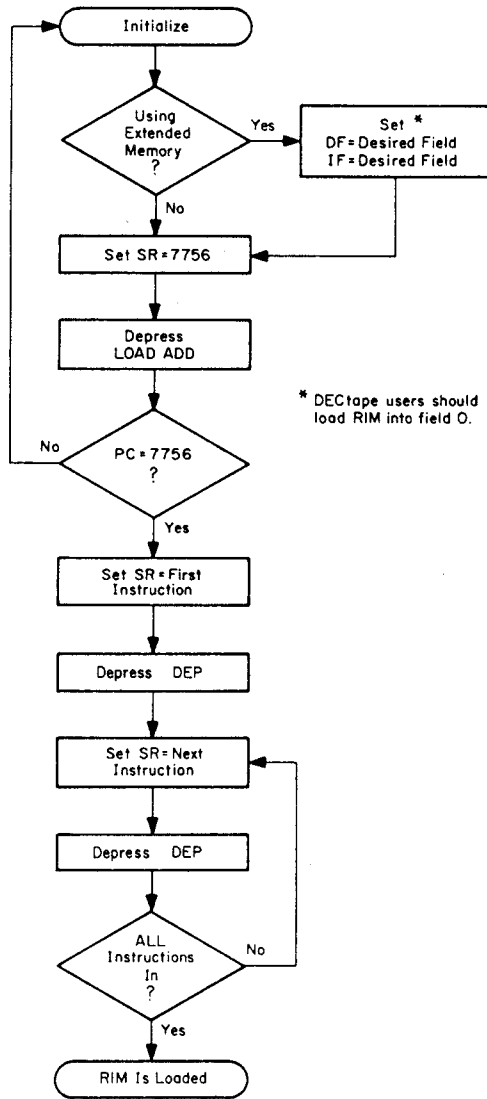 Initialize
Using
Extended
Memory
?
Yes
Set *
DF=Desired Field
IF=Desired Field
No
Set SR=7756
Depress
LOAD ADD
* DECtape users should
load RIM into field 0.
No
PC=7756
?
Yes
Set SR=First
Instruction
Depress DEP
Set SR=Next
Instruction
Depress DEP
ALL
Instructions
In
?
No
Yes
RIM Is Loaded